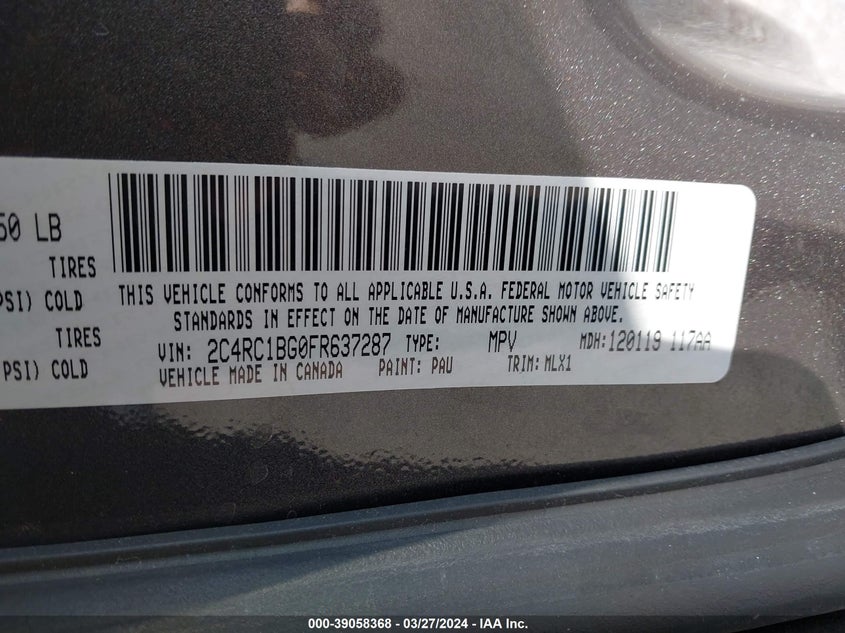 50 LB
TIRES
PSI) COLD
TIRES
PSI) COLD
THIS VEHICLE CONFORMS TO ALL APPLICABLE U.S.A. FEDERAL MOTOR VEHICLE SAFETY
STANDARDS IN EFFECT ON THE DATE OF MANUFACTURE SHOWN ABOVE.
VIN: 2C4RC1BG0FR637287 TYPE: MPV MDH:120119 117AA
VEHICLE MADE IN CANADA PAINT: PAU TRIM: MLX1
000-39058368 - 03/27/2024 - IAA Inc.